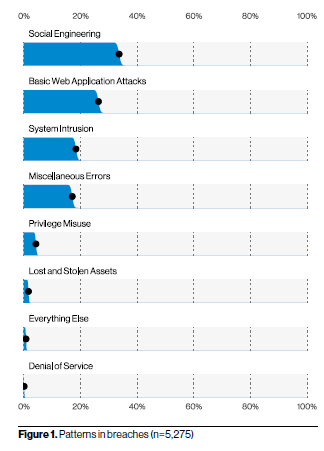 0% 20% 40% 60% 80% 100%
Social Engineering
Basic Web Application Attacks
System Intrusion
Miscellaneous Errors
Privilege Misuse
Lost and Stolen Assets
Everything Else
Denial of Service
0% 20% 40% 60% 80% 100%
Figure 1. Patterns in breaches (n=5,275)